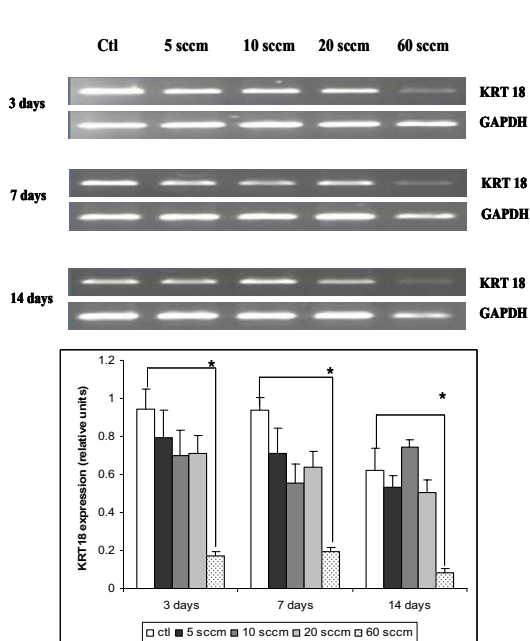 Ctl 5 sccm 10 sccm 20 sccm 60 sccm
3 days
KRT 18
GAPDH
7 days
KRT 18
GAPDH
14 days
KRT 18
GAPDH
KRT18 expression (relative units)
1.2
1
0.8
0.6
0.4
0.2
0
*
*
*
3 days 7 days 14 days
ctl 5 sccm 10 sccm 20 sccm 60 sccm